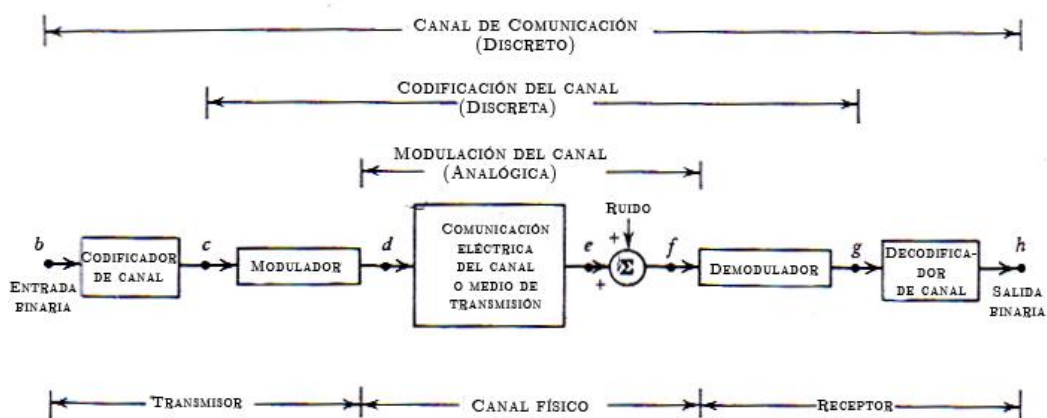 CANAL DE COMUNICACIÓN
(DISCRETO)
CODIFICACIÓN DEL CANAL
(DISCRETA)
MODULACIÓN DEL CANAL
(ANALÓGICA)
RUIDO
b
CODIFICADOR
DE CANAL
c
MODULADOR
d
COMUNICACIÓN
ELÉCTRICA
DEL CANAL
O MEDIO DE
TRANSMISIÓN
e
+
+
Σ
f
DEMODULADOR
g
DECODIFICA-
DOR
DE CANAL
h
ENTRADA
BINARIA
SALIDA
BINARIA
TRANSMISOR
CANAL FÍSICO
RECEPTOR